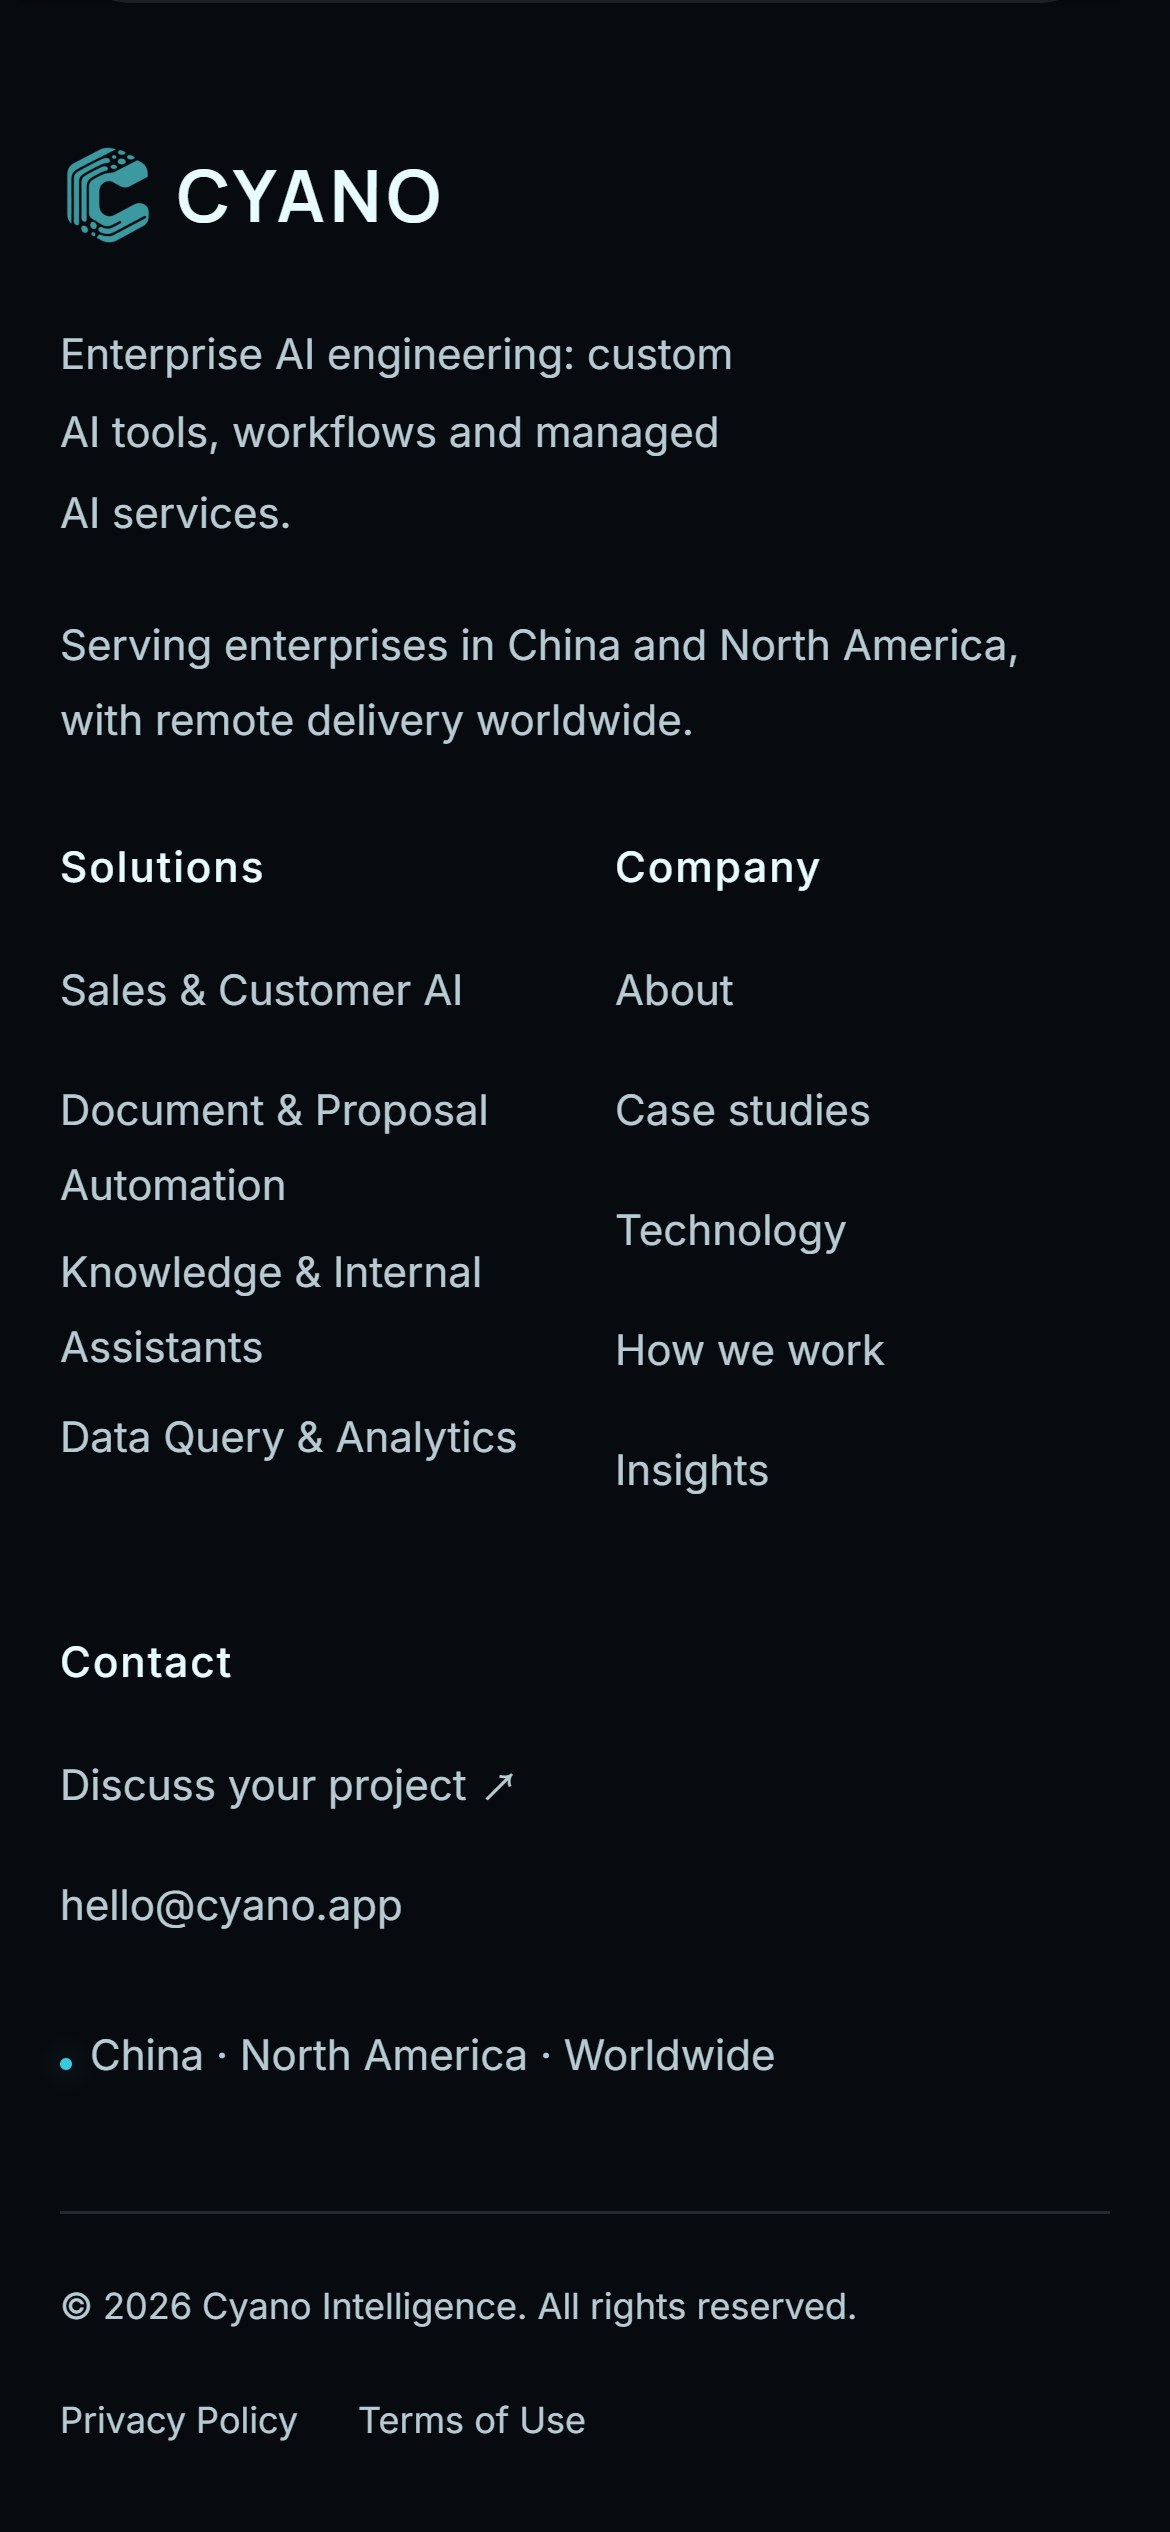 CYANO
Enterprise AI engineering: custom
AI tools, workflows and managed
AI services.
Serving enterprises in China and North America,
with remote delivery worldwide.
Solutions
Sales & Customer AI
Document & Proposal
Automation
Knowledge & Internal
Assistants
Data Query & Analytics
Company
About
Case studies
Technology
How we work
Insights
Contact
Discuss your project ↗
hello@cyano.app
China · North America · Worldwide
© 2026 Cyano Intelligence. All rights reserved.
Privacy Policy Terms of Use